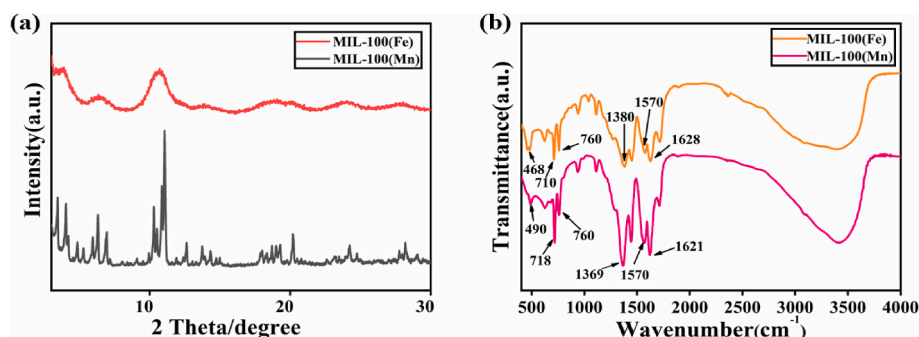 (a)
MIL-100(Fe)
MIL-100(Mn)
Intensity(a.u.)
10
20
30
2 Theta/degree
(b)
MIL-100(Fe)
MIL-100(Mn)
Transmittance(a.u.)
1380
1570
468
710
760
1628
490
718
760
1369
1570
1621
500 1000 1500 2000 2500 3000 3500 4000
Wavenumber(cm⁻¹)